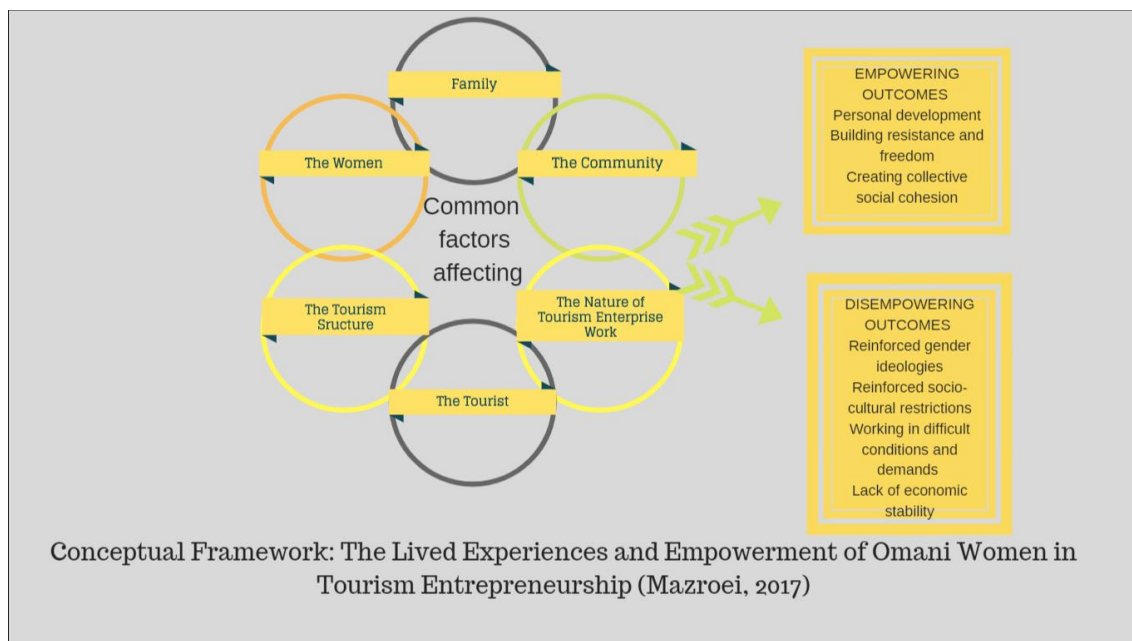 Family
The Women
The Community
Common
factors
affecting
The Tourism
Sructure
The Nature of
Tourism Enterprise
Work
The Tourist
EMPOWERING
OUTCOMES
Personal development
Building resistance and
freedom
Creating collective
social cohesion
DISEMPOWERING
OUTCOMES
Reinforced gender
ideologies
Reinforced socio-
cultural restrictions
Working in difficult
conditions and
demands
Lack of economic
stability
Conceptual Framework: The Lived Experiences and Empowerment of Omani Women in
Tourism Entrepreneurship (Mazroei, 2017)